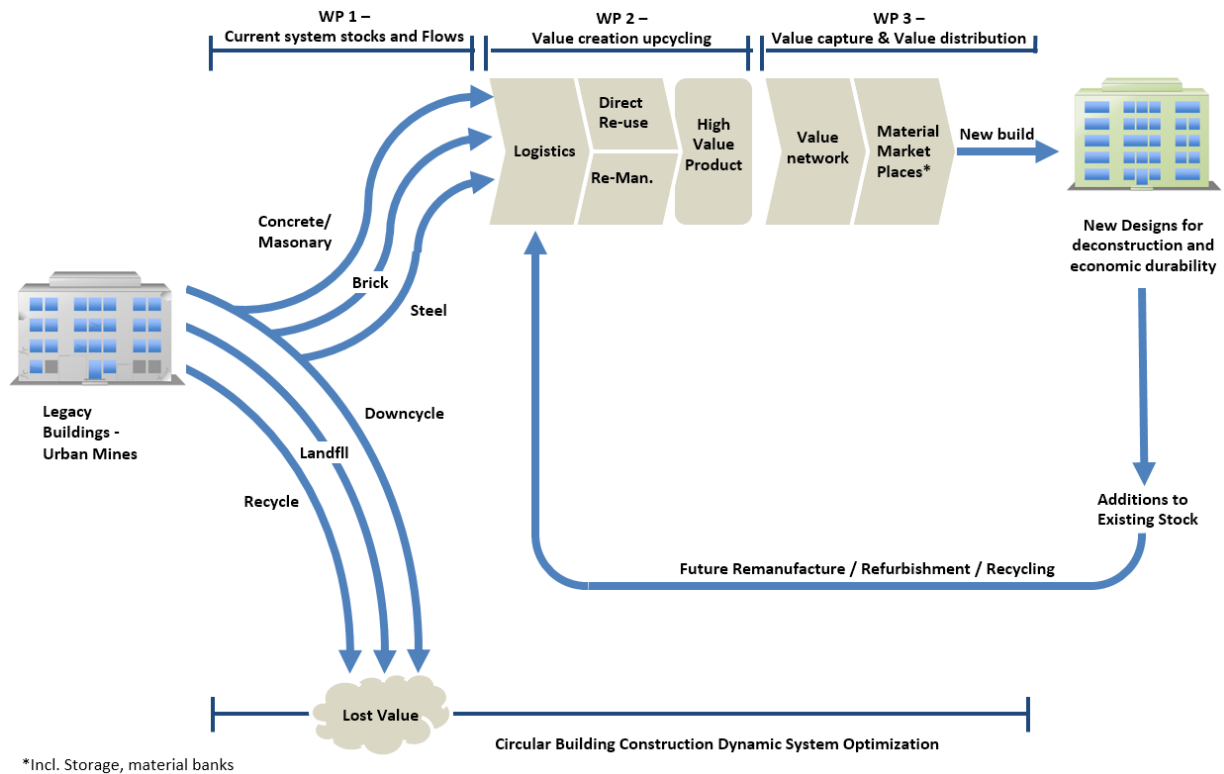 WP 1 –
Current system stocks and Flows
WP 2 –
Value creation upcycling
WP 3 –
Value capture & Value distribution
Logistics
Direct
Re-use
Re-Man.
High
Value
Product
Value
network
Material
Market
Places*
New build
Concrete/
Masonary
Brick
Steel
New Designs for
deconstruction and
economic durability
Legacy
Buildings -
Urban Mines
Downcycle
Landfll
Recycle
Additions to
Existing Stock
Future Remanufacture / Refurbishment / Recycling
Lost Value
Circular Building Construction Dynamic System Optimization
*Incl. Storage, material banks